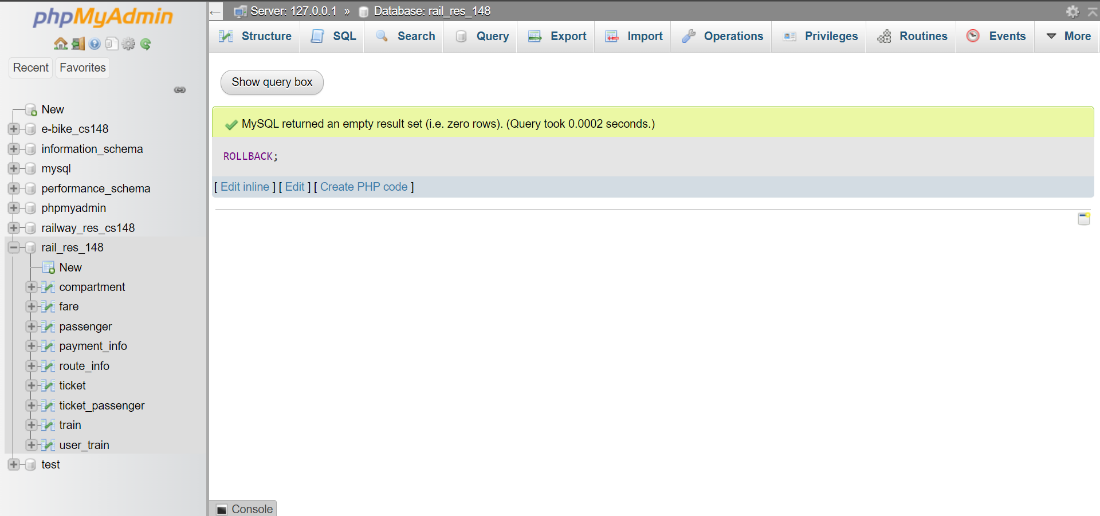 phpMyAdmin
Recent Favorites
New
e-bike_cs148
information_schema
mysql
performance_schema
phpmyadmin
railway_res_cs148
rail_res_148
New
compartment
fare
passenger
payment_info
route_info
ticket
ticket_passenger
train
user_train
test
Server: 127.0.0.1 » Database: rail_res_148
Structure SQL Search Query Export Import Operations Privileges Routines Events More
Show query box
MySQL returned an empty result set (i.e. zero rows). (Query took 0.0002 seconds.)
ROLLBACK;
[ Edit inline ] [ Edit ] [ Create PHP code ]
Console